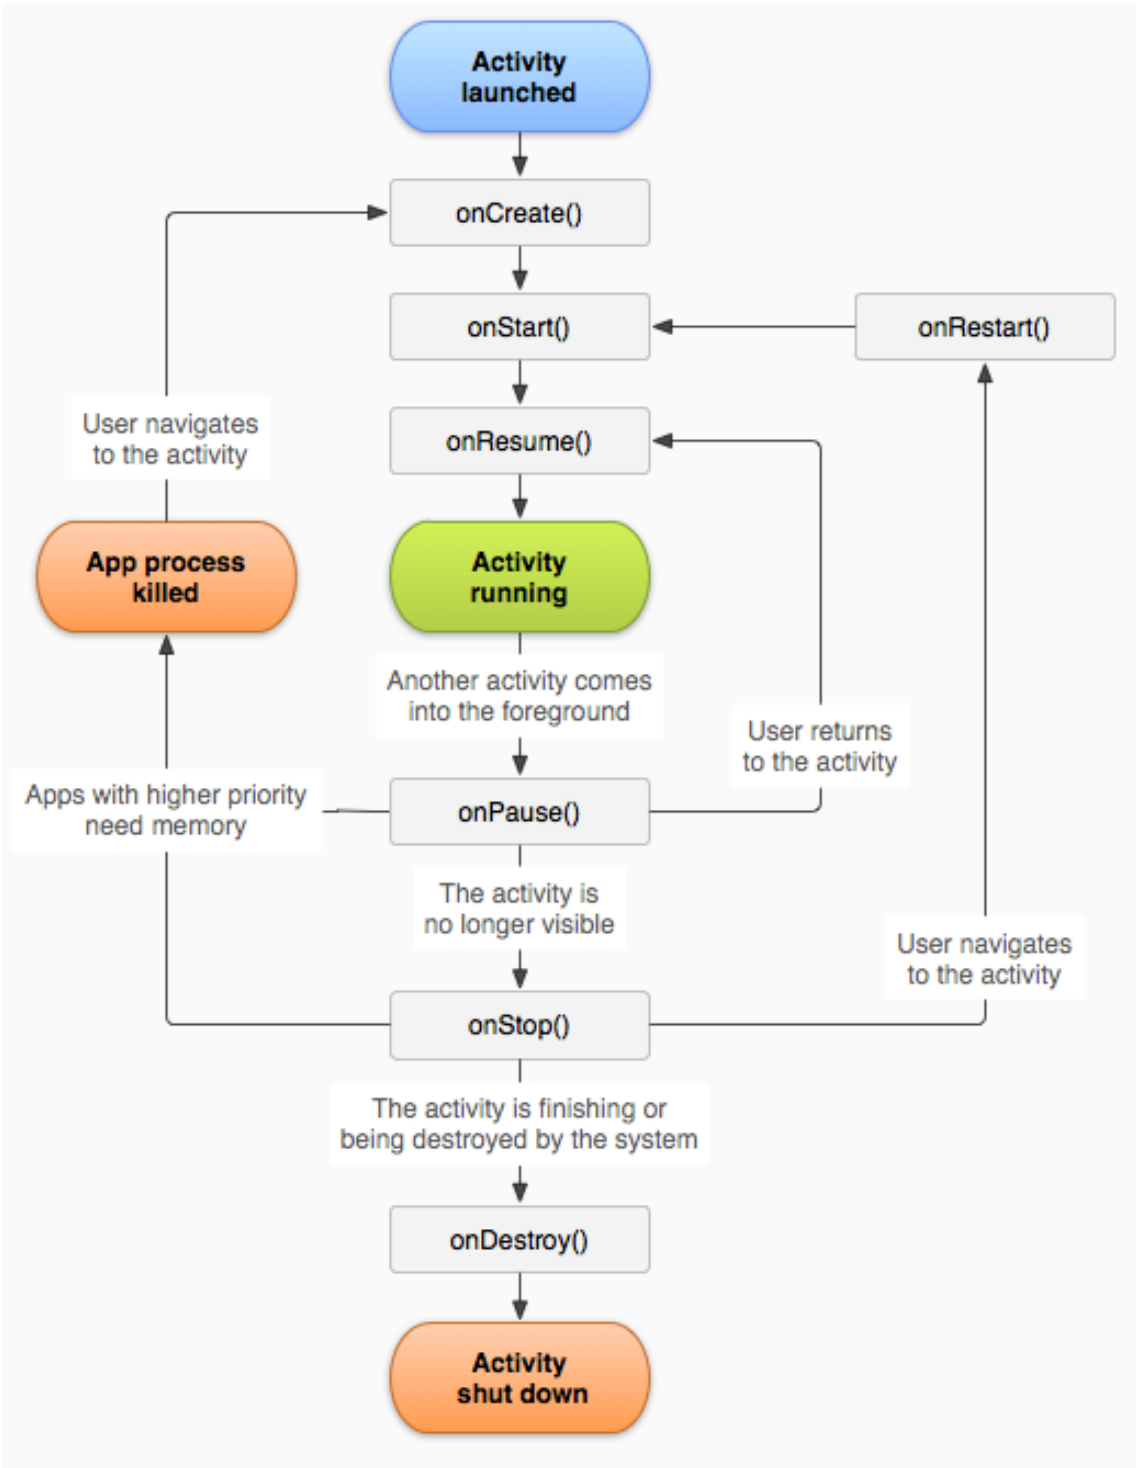 Activity
launched
onCreate()
onStart()
onRestart()
User navigates
to the activity
onResume()
App process
killed
Activity
running
Another activity comes
into the foreground
User returns
to the activity
Apps with higher priority
need memory
onPause()
The activity is
no longer visible
User navigates
to the activity
onStop()
The activity is finishing or
being destroyed by the system
onDestroy()
Activity
shut down